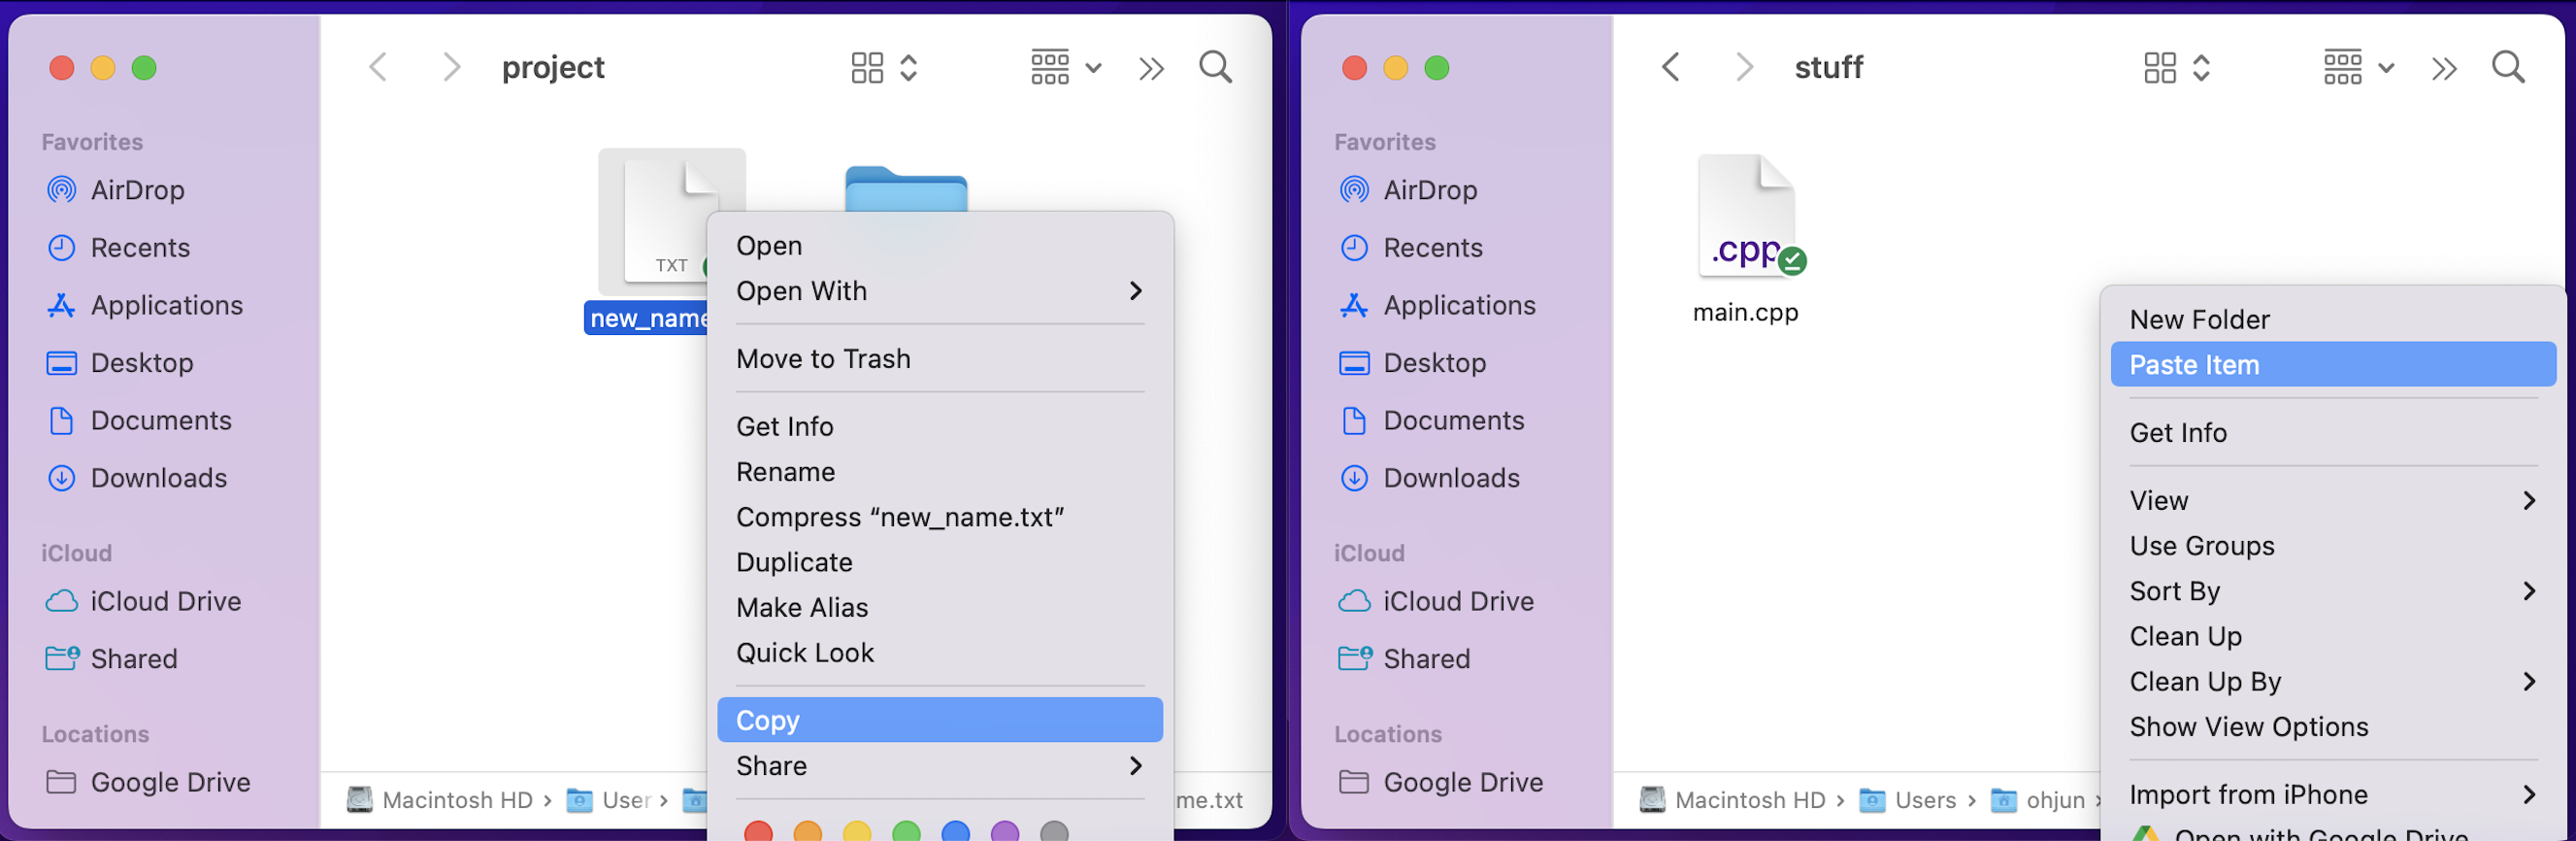 project
Favorites
AirDrop
Recents
Applications
Desktop
Documents
Downloads
iCloud
iCloud Drive
Shared
Locations
Google Drive
TXT
new_name
Open
Open With
Move to Trash
Get Info
Rename
Compress “new_name.txt”
Duplicate
Make Alias
Quick Look
Copy
Share
Macintosh HD › User › me.txt
stuff
Favorites
AirDrop
Recents
Applications
Desktop
Documents
Downloads
iCloud
iCloud Drive
Shared
Locations
Google Drive
.cpp
main.cpp
New Folder
Paste Item
Get Info
View
Use Groups
Sort By
Clean Up
Clean Up By
Show View Options
Import from iPhone
Open with Google Drive
Macintosh HD › Users › ohjun ›